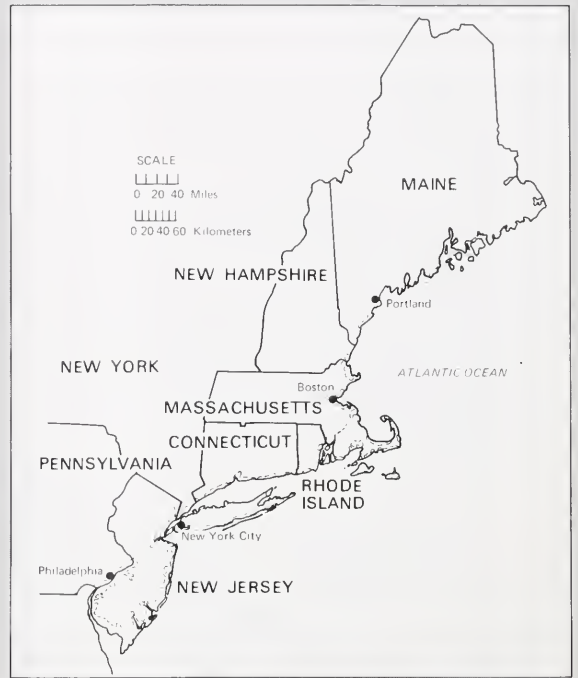 SCALE
0 20 40 Miles
0 20 40 60 Kilometers
MAINE
NEW HAMPSHIRE
Portland
NEW YORK
ATLANTIC OCEAN
Boston
MASSACHUSETTS
CONNECTICUT
PENNSYLVANIA
RHODE
ISLAND
New York City
Philadelphia
NEW JERSEY